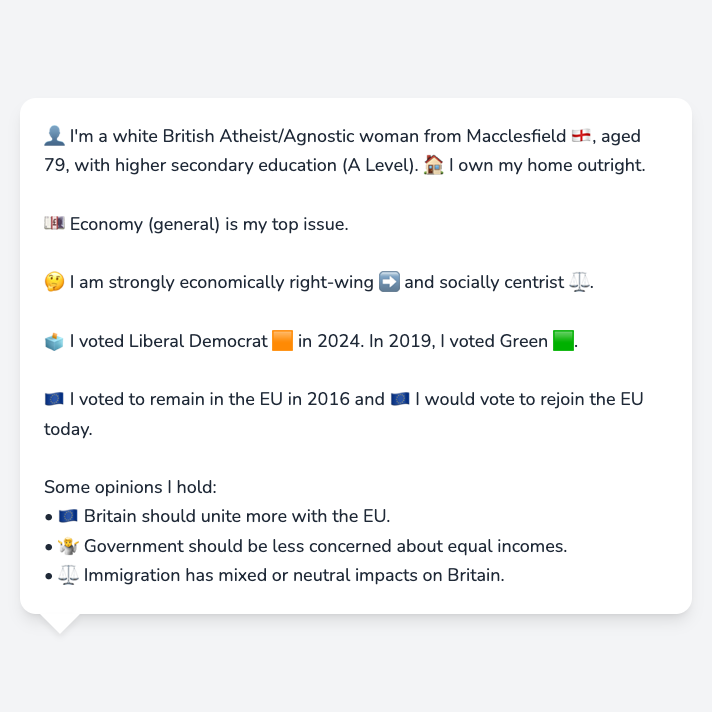 👤 I'm a white British Atheist/Agnostic woman from Macclesfield 🏴󠁧󠁢󠁥󠁮󠁧󠁿, aged
79, with higher secondary education (A Level). 🏠 I own my home outright.
💷 Economy (general) is my top issue.
🤔 I am strongly economically right-wing ➡️ and socially centrist ⚖️.
🗳️ I voted Liberal Democrat 🟧 in 2024. In 2019, I voted Green 🟩.
🇪🇺 I voted to remain in the EU in 2016 and 🇪🇺 I would vote to rejoin the EU
today.
Some opinions I hold:
• 🇪🇺 Britain should unite more with the EU.
• 🤷 Government should be less concerned about equal incomes.
• ⚖️ Immigration has mixed or neutral impacts on Britain.